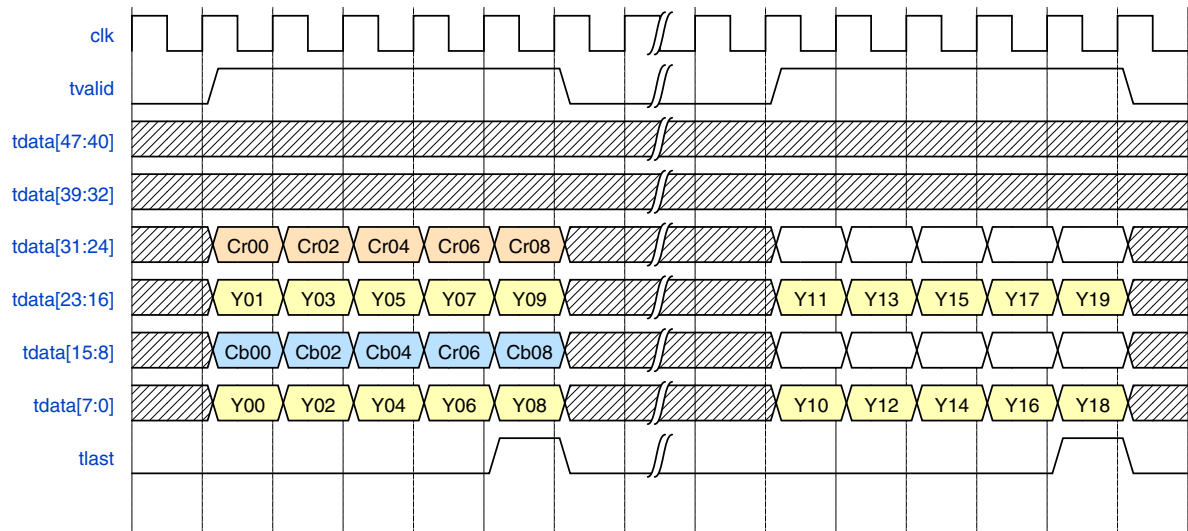 clk
tvalid
tdata[47:40]
tdata[39:32]
tdata[31:24] Cr00 Cr02 Cr04 Cr06 Cr08
tdata[23:16] Y01 Y03 Y05 Y07 Y09 Y11 Y13 Y15 Y17 Y19
tdata[15:8] Cb00 Cb02 Cb04 Cr06 Cb08
tdata[7:0] Y00 Y02 Y04 Y06 Y08 Y10 Y12 Y14 Y16 Y18
tlast